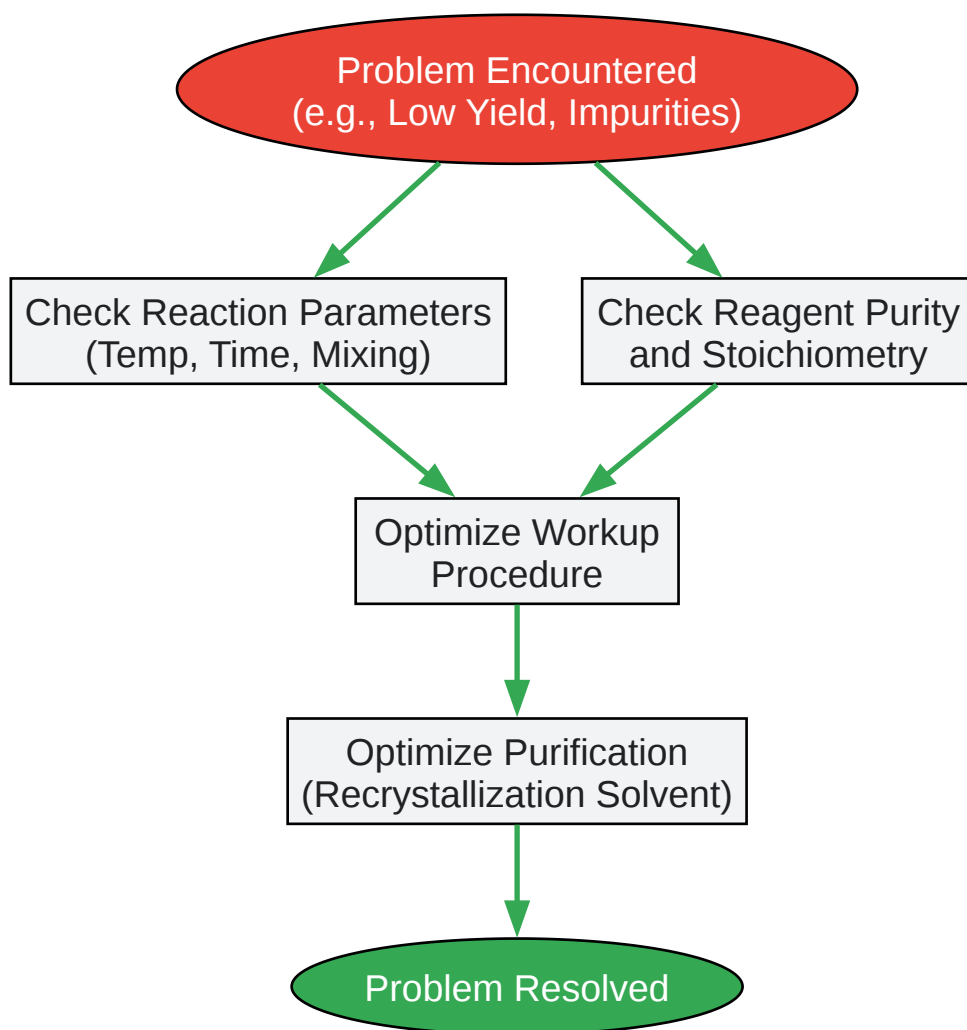 Problem Encountered
(e.g., Low Yield, Impurities)
Check Reaction Parameters
(Temp, Time, Mixing)
Check Reagent Purity
and Stoichiometry
Optimize Workup
Procedure
Optimize Purification
(Recrystallization Solvent)
Problem Resolved